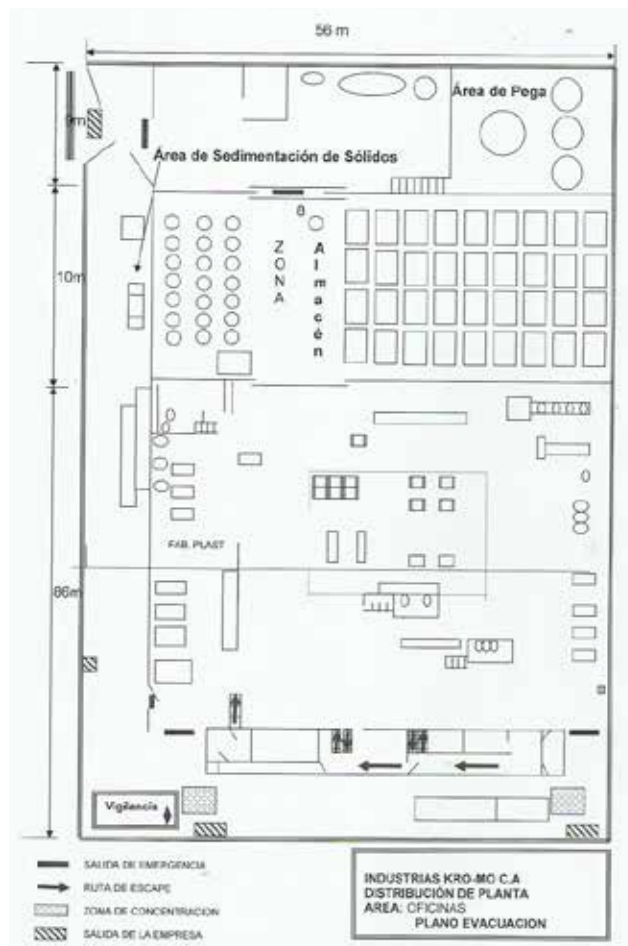 56 m
Área de Pega
Área de Sedimentación de Sólidos
8
ZONA
Almacén
10m
FAB. PLAST
86m
Vigilancia
SALIDA DE EMERGENCIA
RUTA DE ESCAPE
ZONA DE CONCENTRACION
SALIDA DE LA EMPRESA
INDUSTRIAS KRO-MO C.A
DISTRIBUCIÓN DE PLANTA
AREA: OFICINAS
PLANO EVACUACION